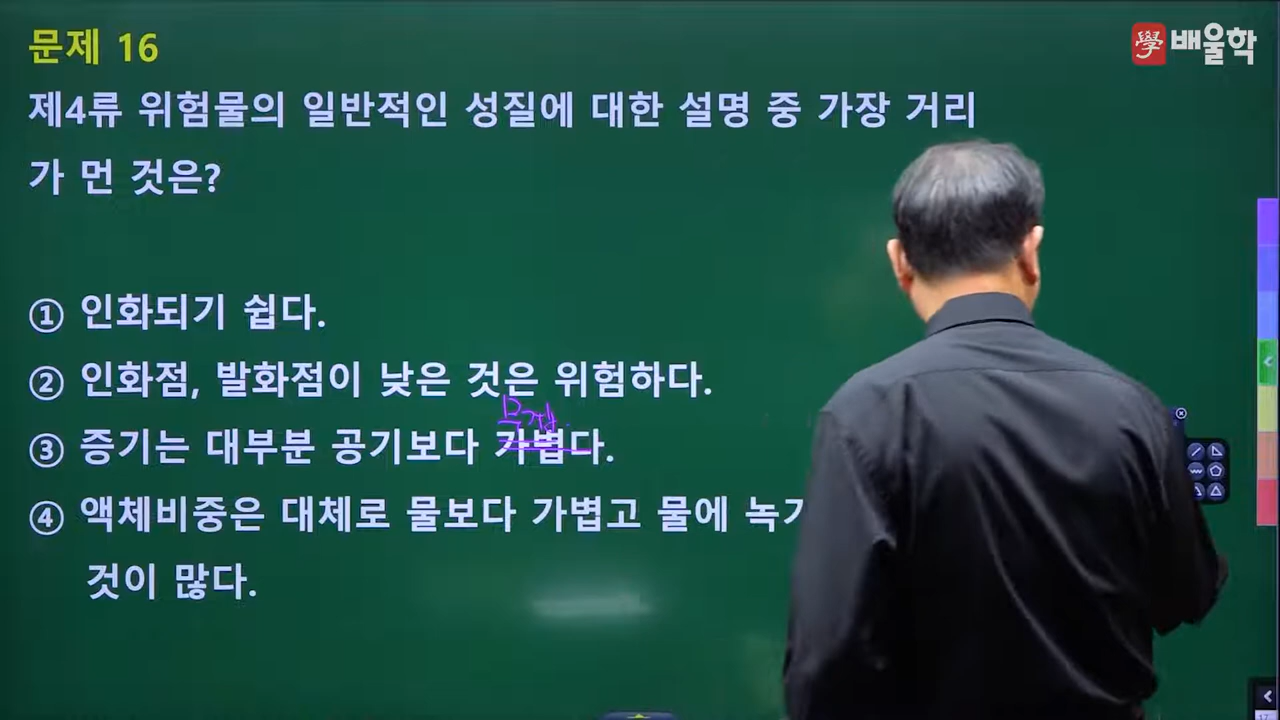 문제 16
學 배울학
제4류 위험물의 일반적인 성질에 대한 설명 중 가장 거리
가 먼 것은?
① 인화되기 쉽다.
② 인화점, 발화점이 낮은 것은 위험하다.
무겁
③ 증기는 대부분 공기보다 가볍다.
④ 액체비중은 대체로 물보다 가볍고 물에 녹기
것이 많다.